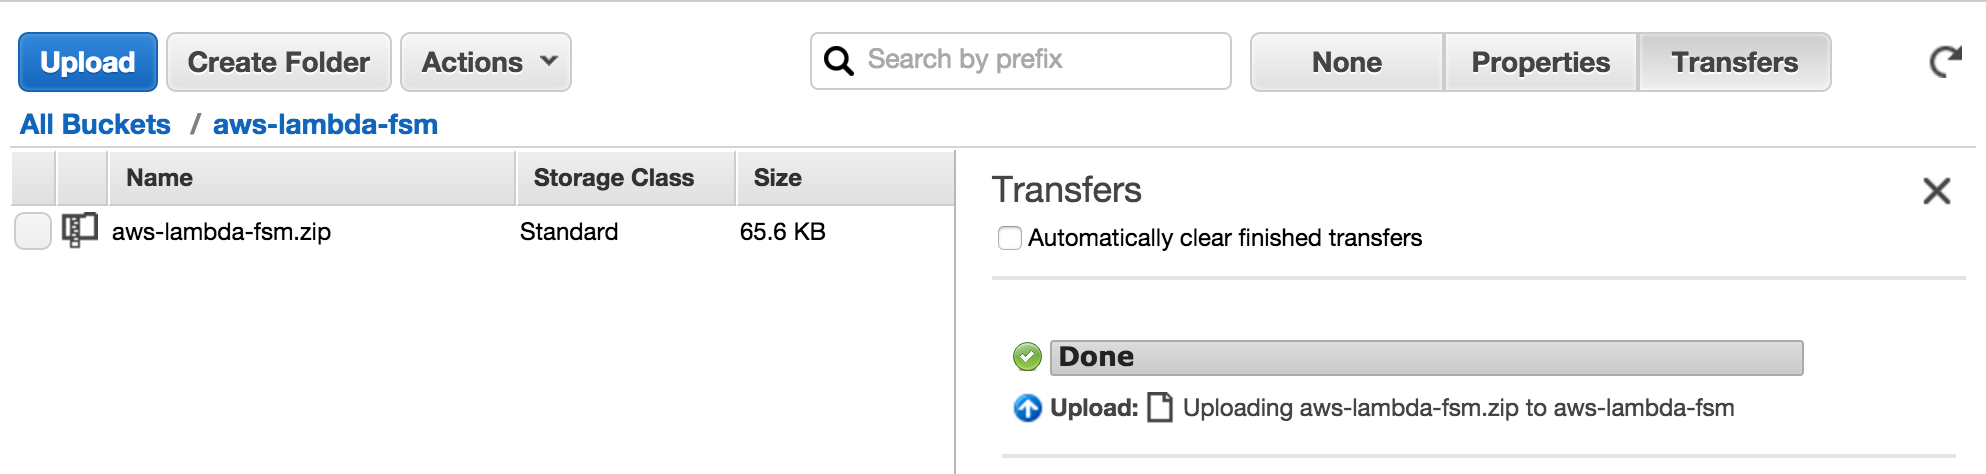 Upload Create Folder Actions Search by prefix None Properties Transfers
All Buckets / aws-lambda-fsm
Name Storage Class Size
aws-lambda-fsm.zip Standard 65.6 KB
Transfers
Automatically clear finished transfers
Done
Upload: Uploading aws-lambda-fsm.zip to aws-lambda-fsm